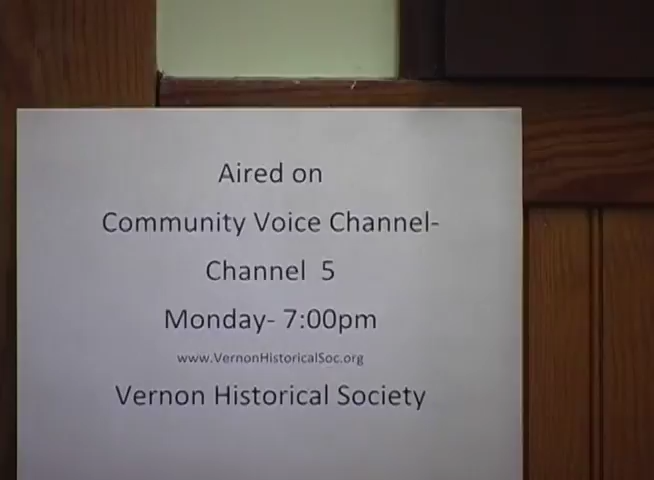 Aired on
Community Voice Channel-
Channel 5
Monday- 7:00pm
www.VernonHistoricalSoc.org
Vernon Historical Society